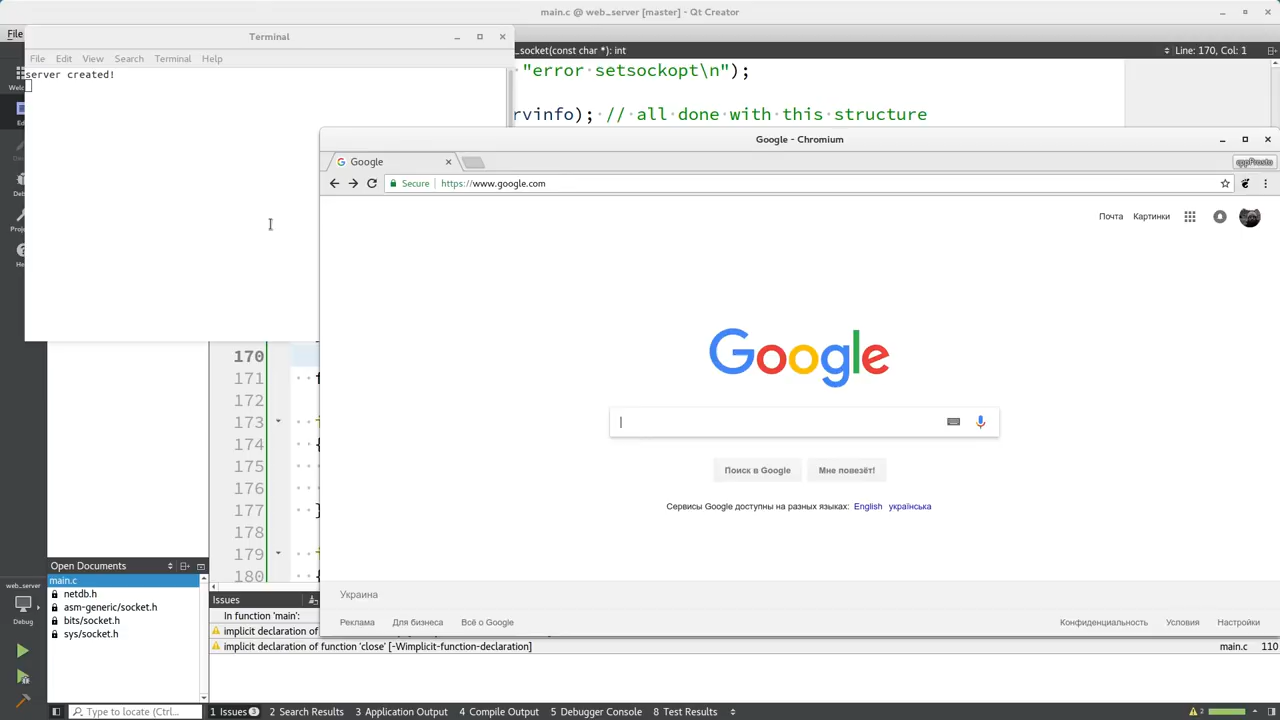 main.c @ web_server [master] - Qt Creator
File
_socket(const char *): int
Line: 170, Col: 1
Terminal
File Edit View Search Terminal Help
server created!
"error setsockopt\n");
rvinfo); // all done with this structure
Google - Chromium
Google
cppProsto
Secure https://www.google.com
Почта Картинки
Google
Поиск в Google Мне повезёт!
Сервисы Google доступны на разных языках: English українська
Украина
Реклама Для бизнеса Всё о Google Конфиденциальность Условия Настройки
170
171
172
173
174 {
175
176
177
178
179
180 {
Open Documents
main.c
netdb.h
asm-generic/socket.h
bits/socket.h
sys/socket.h
web_server
Debug
Issues
In function 'main':
implicit declaration of
implicit declaration of function 'close' [-Wimplicit-function-declaration] main.c 110
Type to locate (Ctrl...
1 Issues 3 2 Search Results 3 Application Output 4 Compile Output 5 Debugger Console 8 Test Results
2